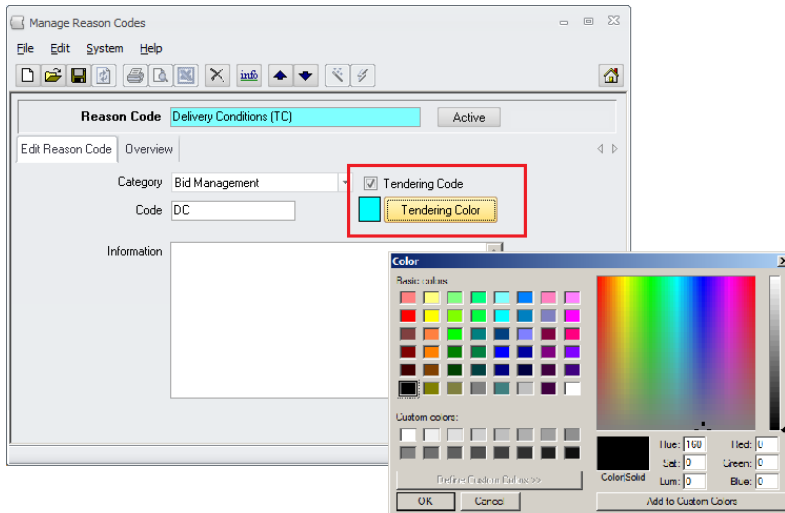 Manage Reason Codes
File Edit System Help
info
Reason Code Delivery Conditions (TC) Active
Edit Reason Code Overview
Category Bid Management Tendering Code
Code DC Tendering Color
Information
Color
Basic colors
Custom colors:
Define Custom Colors >>
OK Cancel
Color|Solid
Hue: 160 Red: 0
Sat: 0 Green: 0
Lum: 0 Blue: 0
Add to Custom Colors